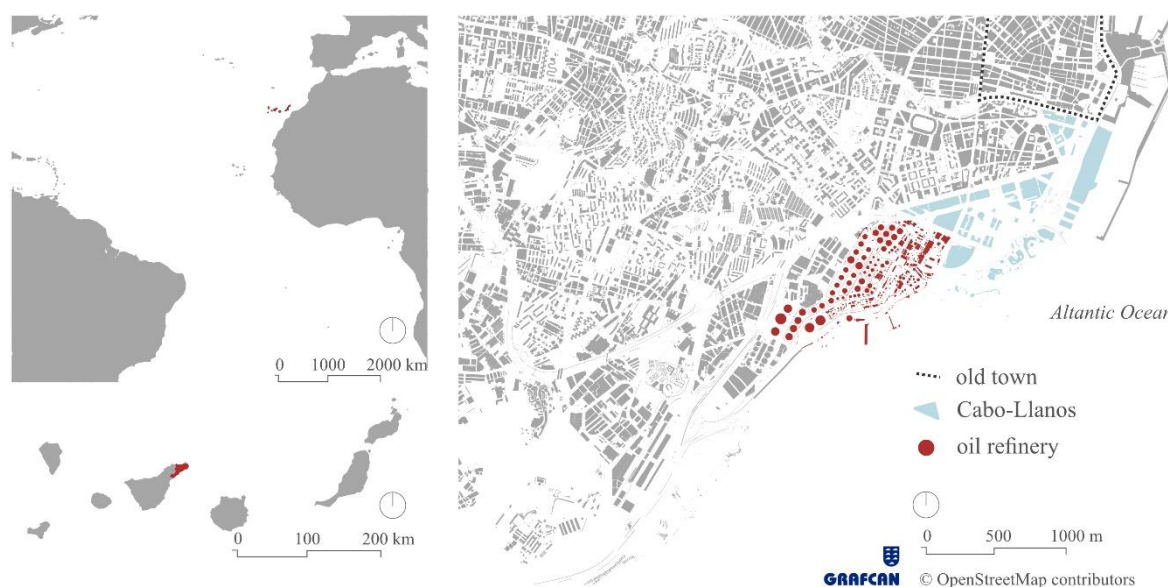 0 1000 2000 km
0 100 200 km
Altantic Ocean
old town
Cabo-Llanos
oil refinery
0 500 1000 m
GRAFCAN © OpenStreetMap contributors